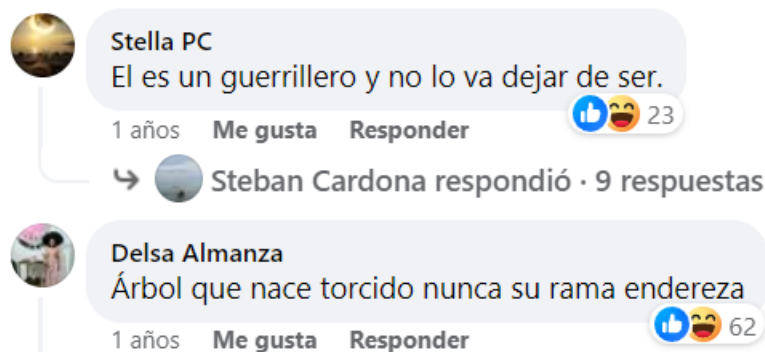 Stella PC
El es un guerrillero y no lo va dejar de ser.
23
1 años Me gusta Responder
Steban Cardona respondió · 9 respuestas
Delsa Almanza
Árbol que nace torcido nunca su rama endereza
62
1 años Me gusta Responder